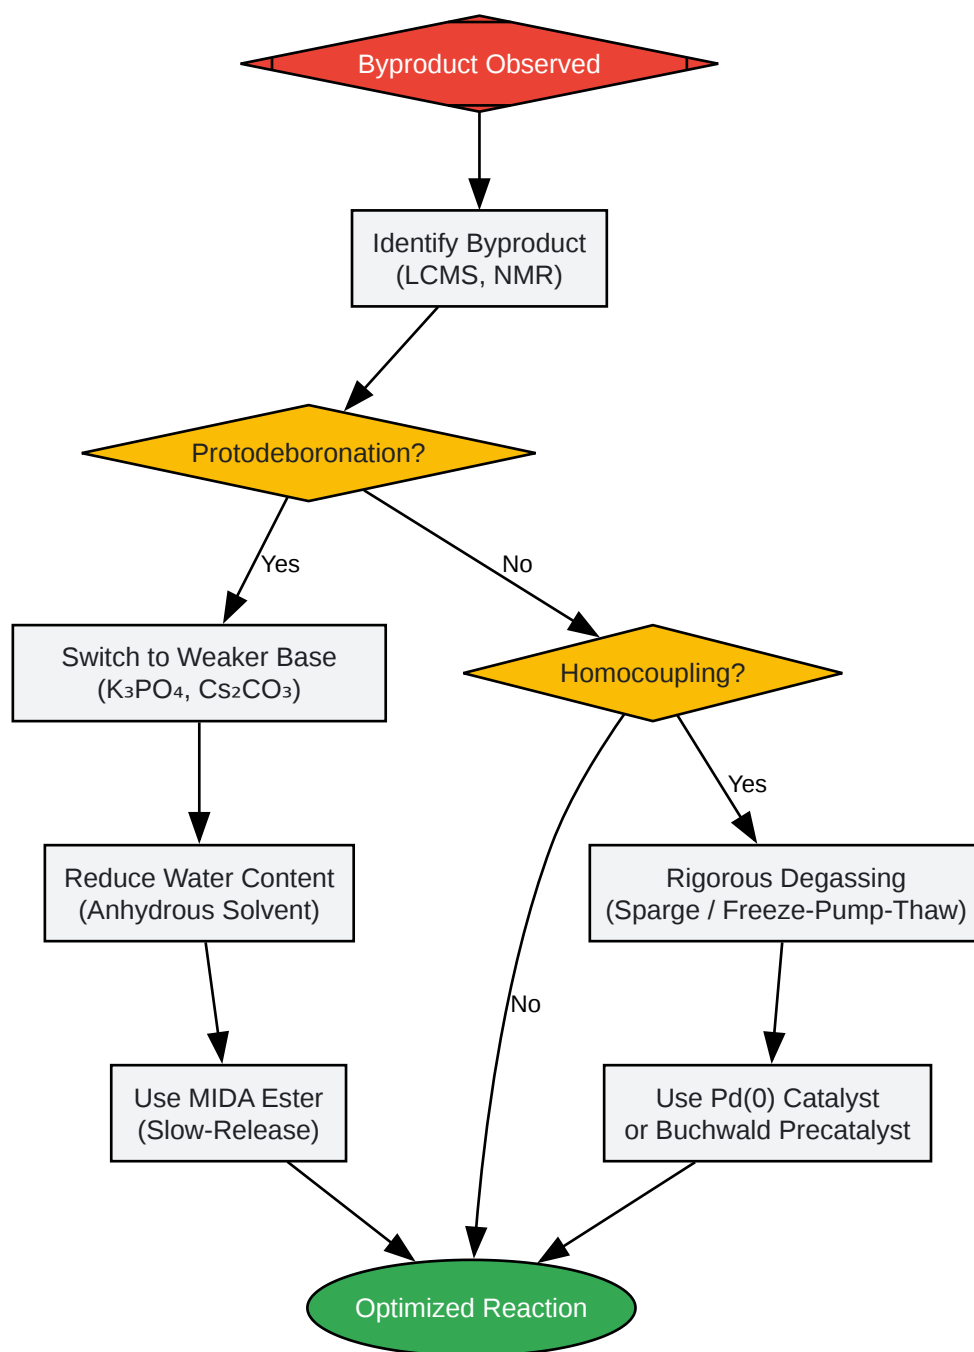 Byproduct Observed
Identify Byproduct
(LCMS, NMR)
Protodeboronation?
Yes
No
Switch to Weaker Base
(K₃PO₄, Cs₂CO₃)
Homocoupling?
Yes
Reduce Water Content
(Anhydrous Solvent)
Rigorous Degassing
(Sparge / Freeze-Pump-Thaw)
No
Use MIDA Ester
(Slow-Release)
Use Pd(0) Catalyst
or Buchwald Precatalyst
Optimized Reaction